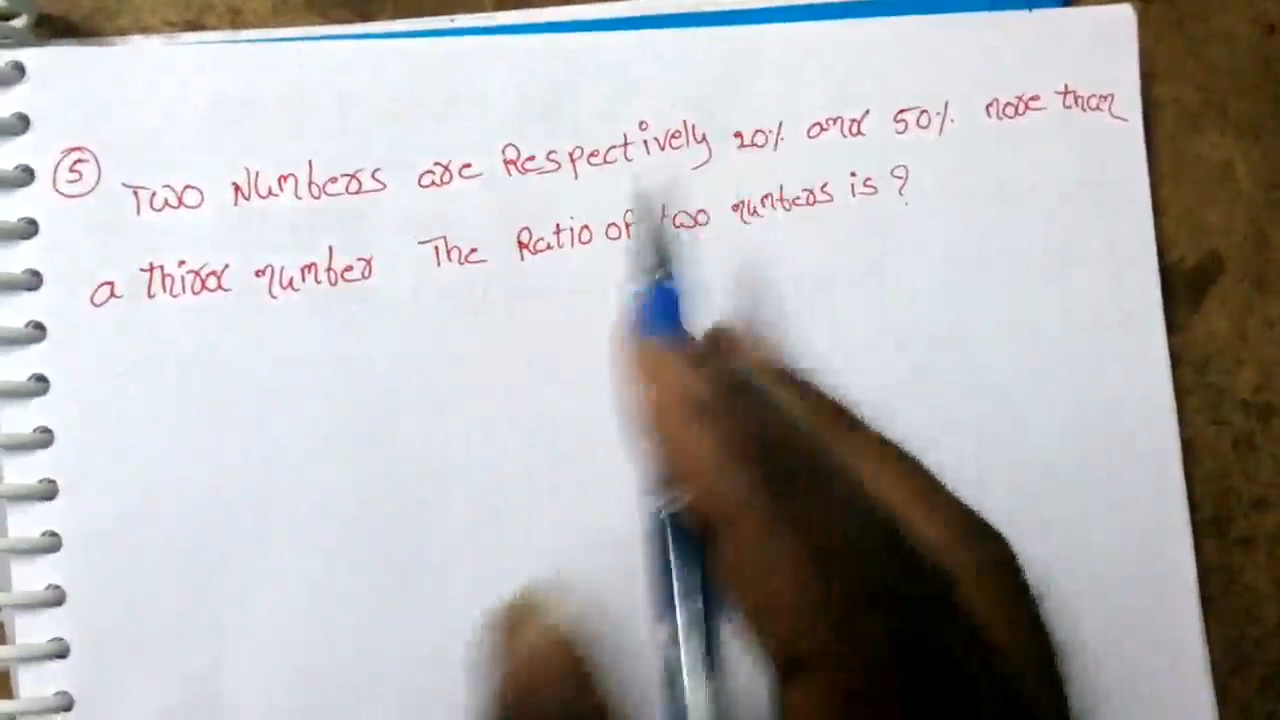 ⑤ Two Numbers are Respectively 20% and 50% more than
a third number The Ratio of two numbers is ?